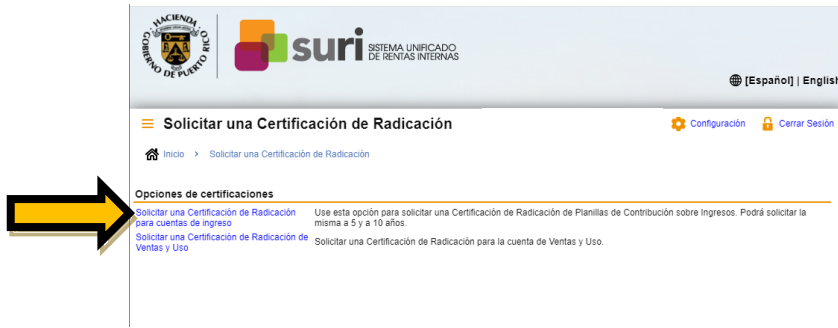 HACIENDA
GOBIERNO DE PUERTO RICO
suri SISTEMA UNIFICADO
DE RENTAS INTERNAS
[Español] | English
Solicitar una Certificación de Radicación
Configuración Cerrar Sesión
Inicio > Solicitar una Certificación de Radicación
Opciones de certificaciones
Solicitar una Certificación de Radicación Use esta opción para solicitar una Certificación de Radicación de Planillas de Contribución sobre Ingresos. Podrá solicitar la
para cuentas de ingreso misma a 5 y a 10 años.
Solicitar una Certificación de Radicación de Solicitar una Certificación de Radicación para la cuenta de Ventas y Uso.
Ventas y Uso